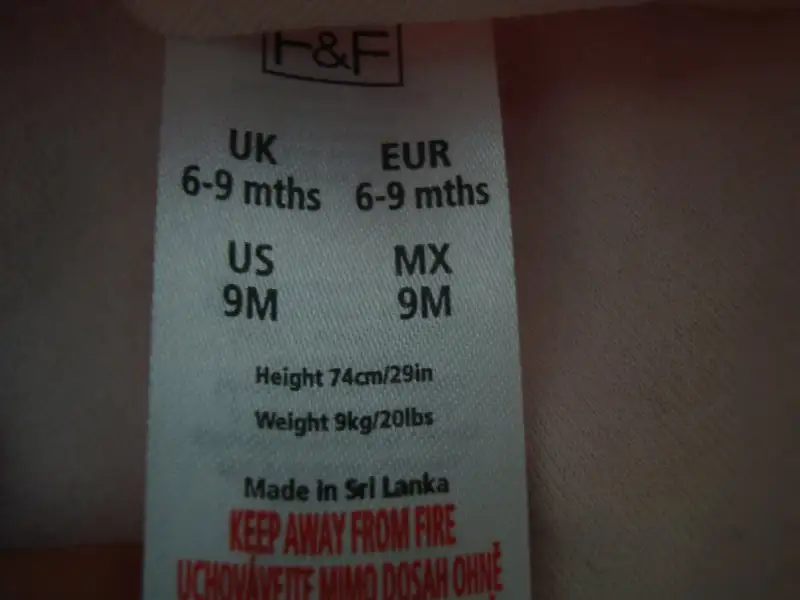 F&F
UK EUR
6-9 mths 6-9 mths
US MX
9M 9M
Height 74cm/29in
Weight 9kg/20lbs
Made in Sri Lanka
KEEP AWAY FROM FIRE
UCHOVÁVEJTE MIMO DOSAH OHNĚ